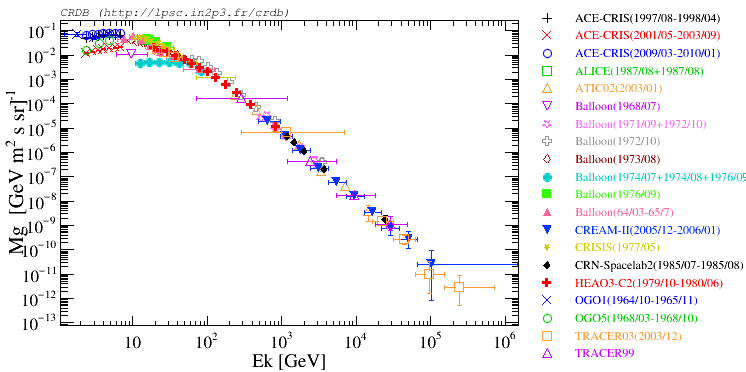 CRDB (http://lpsc.in2p3.fr/crdb)
Mg [GeV m² s sr]⁻¹
10⁻¹
10⁻²
10⁻³
10⁻⁴
10⁻⁵
10⁻⁶
10⁻⁷
10⁻⁸
10⁻⁹
10⁻¹⁰
10⁻¹¹
10⁻¹²
10⁻¹³
10 10² 10³ 10⁴ 10⁵ 10⁶
Ek [GeV]
ACE-CRIS(1997/08-1998/04)
ACE-CRIS(2001/05-2003/09)
ACE-CRIS(2009/03-2010/01)
ALICE(1987/08+1987/08)
ATIC02(2003/01)
Balloon(1968/07)
Balloon(1971/09+1972/10)
Balloon(1972/10)
Balloon(1973/08)
Balloon(1974/07+1974/08+1976/09
Balloon(1976/09)
Balloon(64/03-65/7)
CREAM-II(2005/12-2006/01)
CRISIS(1977/05)
CRN-Spacelab2(1985/07-1985/08)
HEAO3-C2(1979/10-1980/06)
OGO1(1964/10-1965/11)
OGO5(1968/03-1968/10)
TRACER03(2003/12)
TRACER99